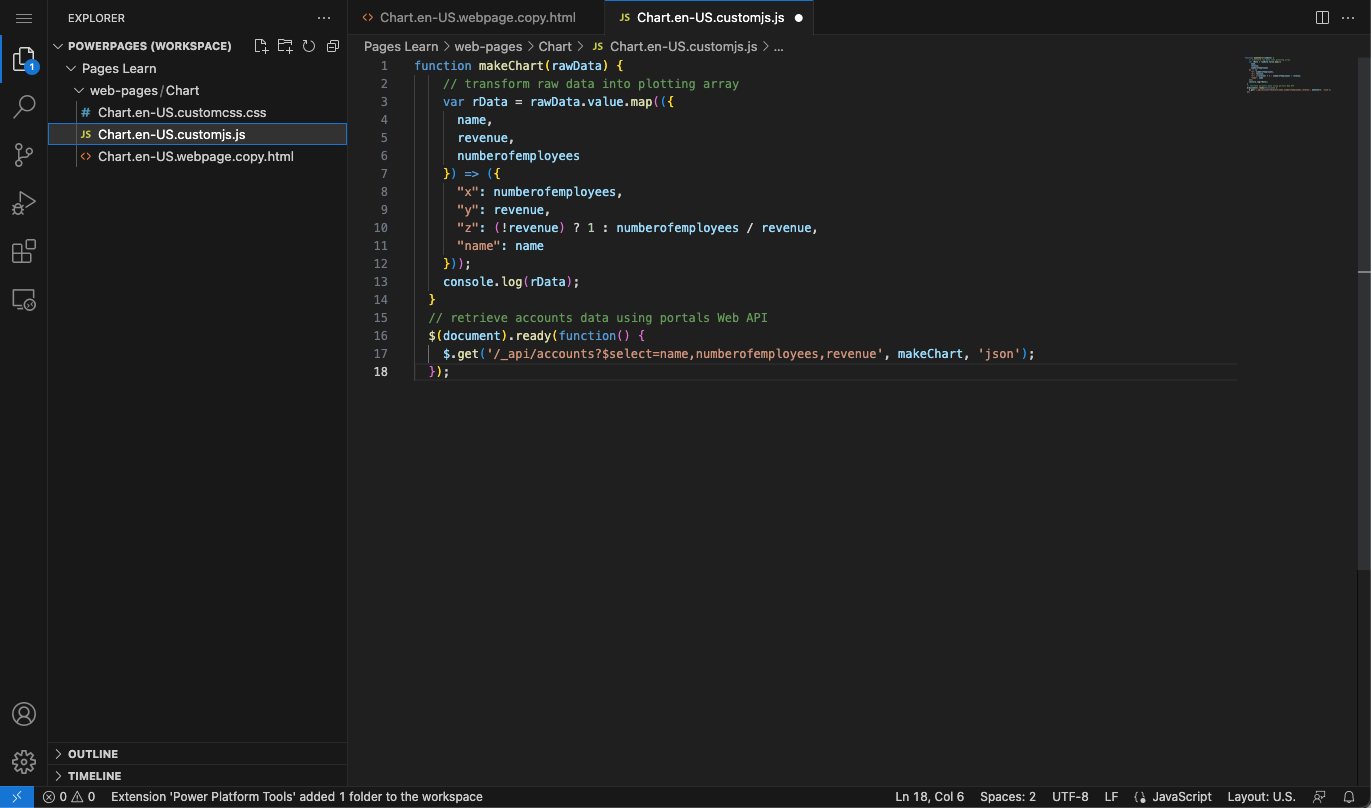 EXPLORER
POWERPAGES (WORKSPACE)
Pages Learn
web-pages / Chart
# Chart.en-US.customcss.css
JS Chart.en-US.customjs.js
<> Chart.en-US.webpage.copy.html
OUTLINE
TIMELINE
1
<> Chart.en-US.webpage.copy.html
JS Chart.en-US.customjs.js
Pages Learn > web-pages > Chart > JS Chart.en-US.customjs.js > ...
1 function makeChart(rawData) {
2 // transform raw data into plotting array
3 var rData = rawData.value.map(({
4 name,
5 revenue,
6 numberofemployees
7 }) => ({
8 "x": numberofemployees,
9 "y": revenue,
10 "z": (!revenue) ? 1 : numberofemployees / revenue,
11 "name": name
12 }));
13 console.log(rData);
14 }
15 // retrieve accounts data using portals Web API
16 $(document).ready(function() {
17 $.get('/_api/accounts?$select=name,numberofemployees,revenue', makeChart, 'json');
18 });
0 0 Extension 'Power Platform Tools' added 1 folder to the workspace
Ln 18, Col 6 Spaces: 2 UTF-8 LF {} JavaScript Layout: U.S.